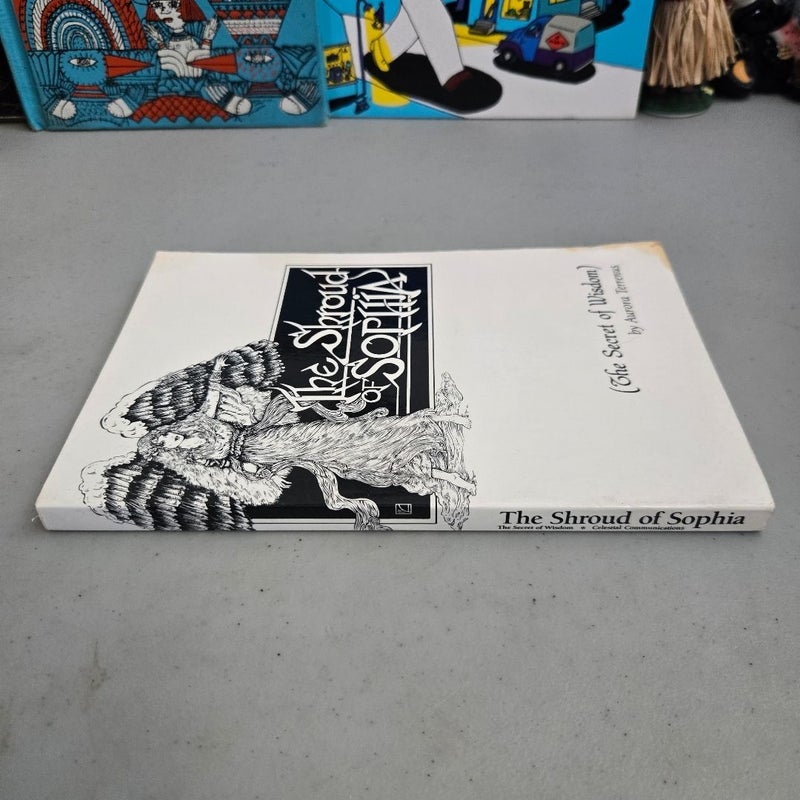 The Shroud
OF SOPHIA
(The Secret of Wisdom)
by Aurora Terrenus
The Shroud of Sophia
The Secret of Wisdom * Celestial Communications